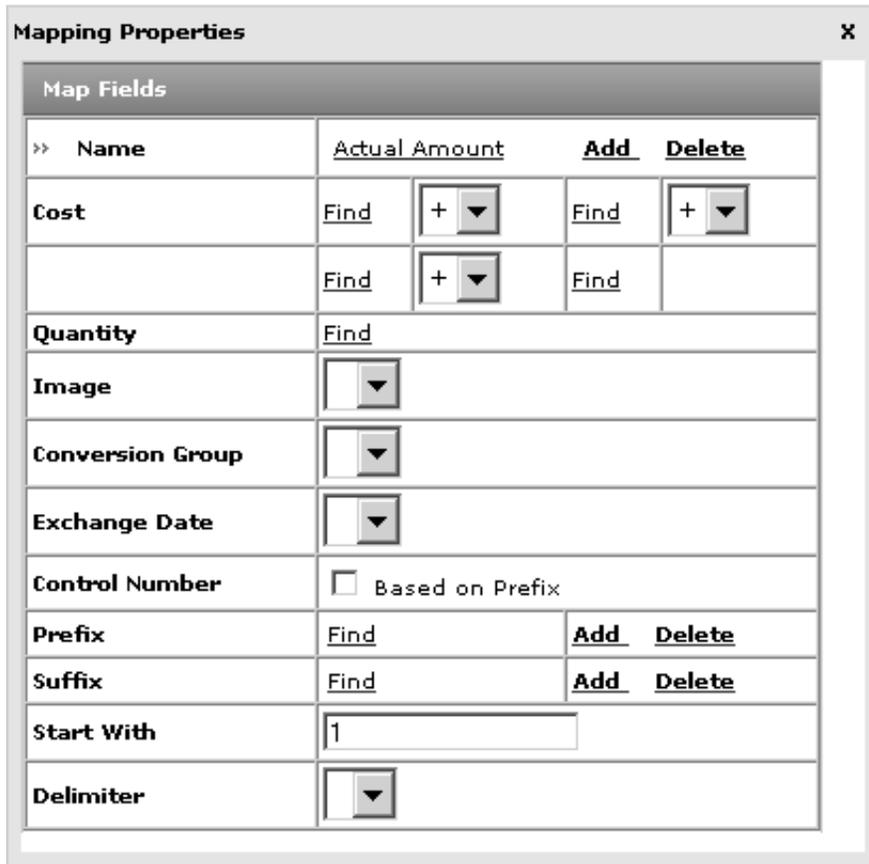 Mapping Properties x
Map Fields
>> Name Actual Amount Add Delete
Cost Find + Find +
Find + Find
Quantity Find
Image
Conversion Group
Exchange Date
Control Number Based on Prefix
Prefix Find Add Delete
Suffix Find Add Delete
Start With 1
Delimiter